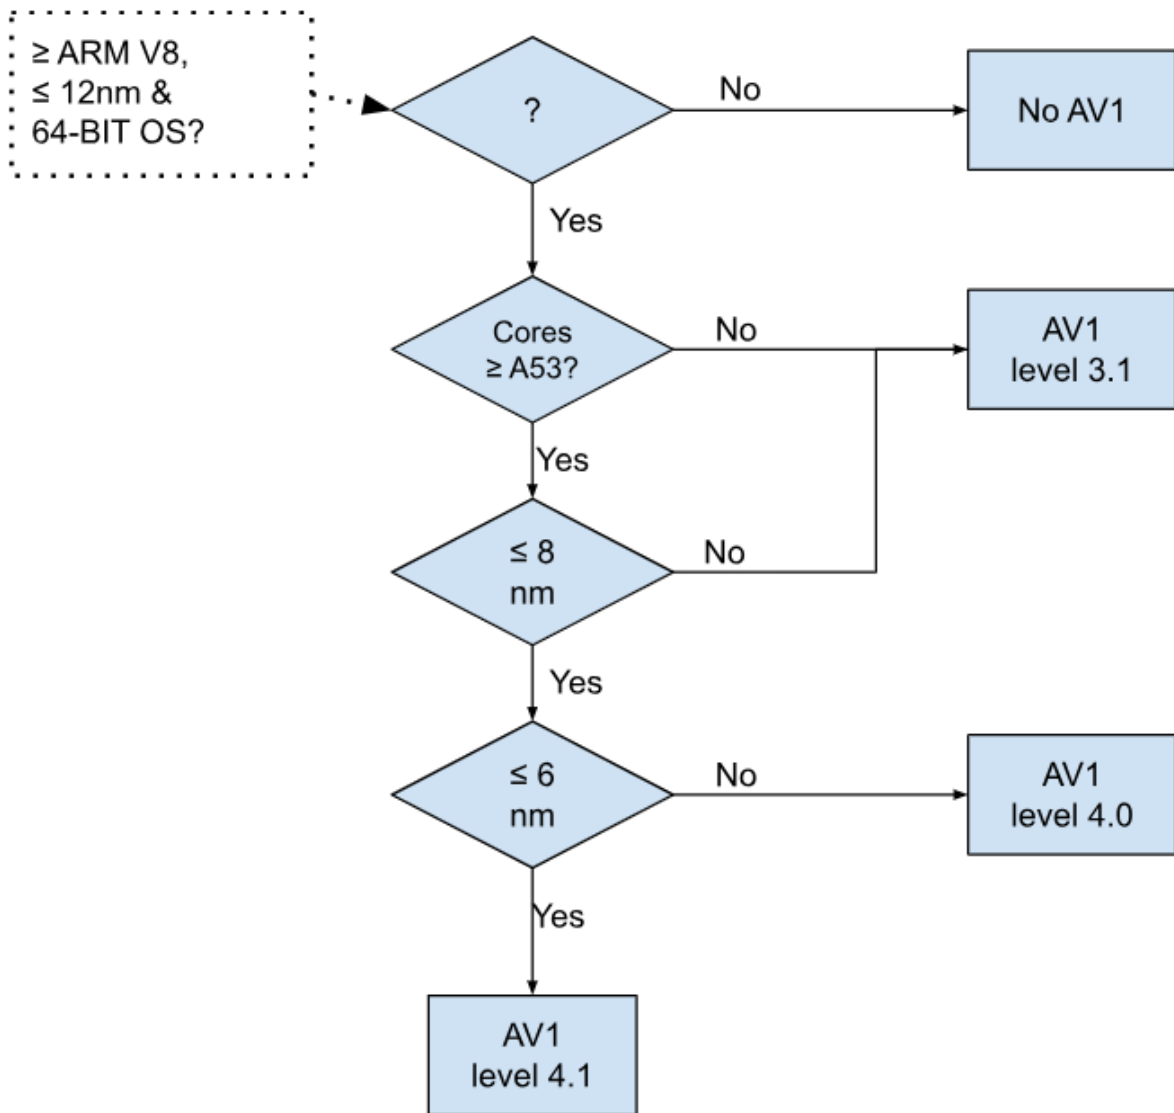 ≥ ARM V8,
≤ 12nm &
64-BIT OS?
?
No
No AV1
Yes
Cores
≥ A53?
No
AV1
level 3.1
Yes
≤ 8
nm
No
Yes
≤ 6
nm
No
AV1
level 4.0
Yes
AV1
level 4.1